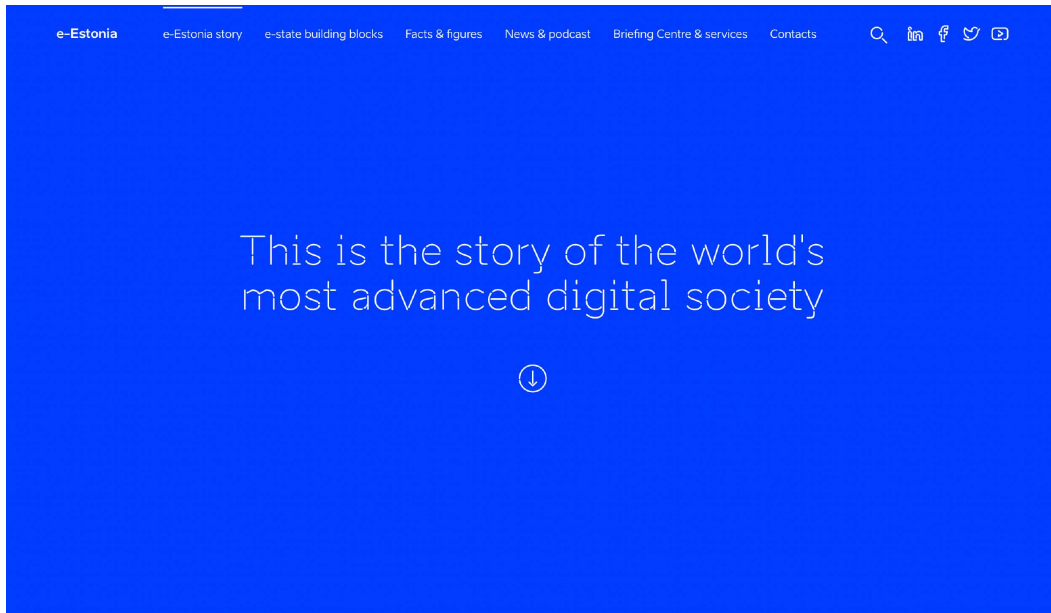 e-Estonia
e-Estonia story
e-state building blocks
Facts & figures
News & podcast
Briefing Centre & services
Contacts
This is the story of the world's
most advanced digital society